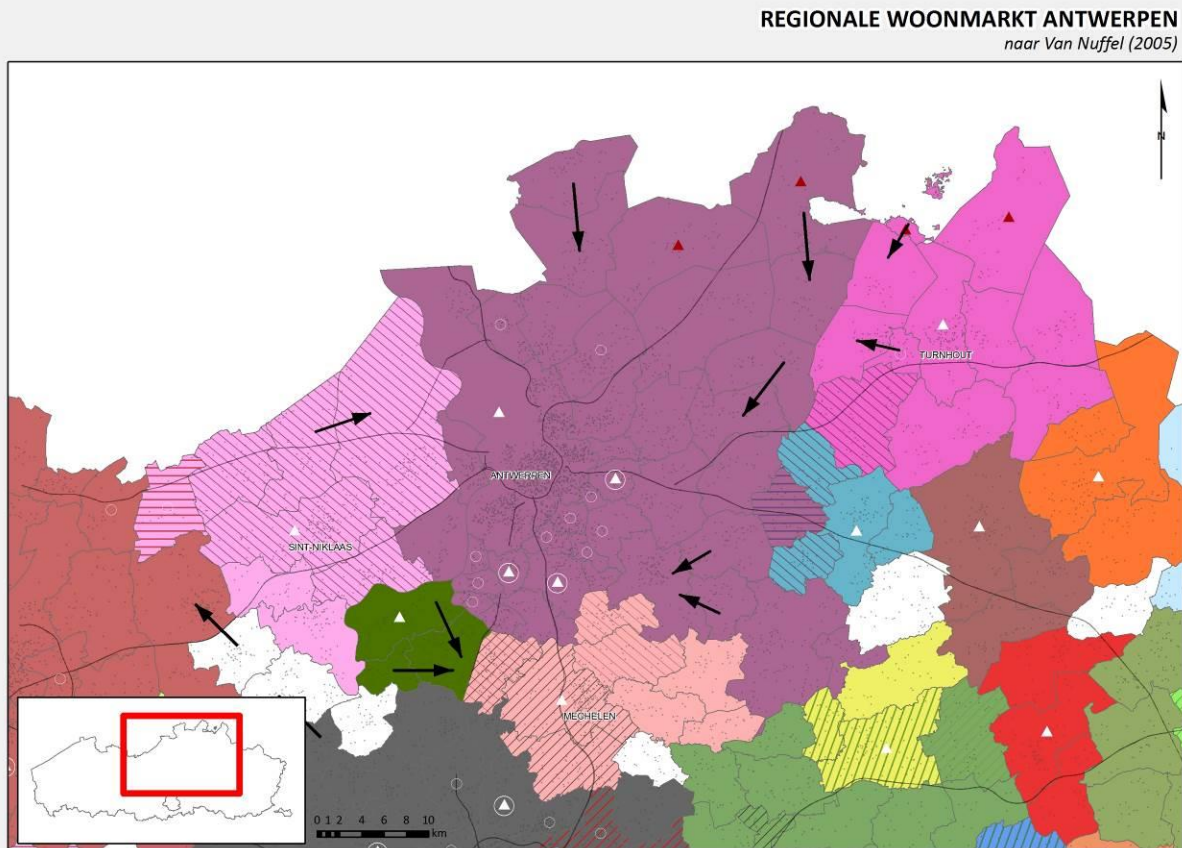 REGIONALE WOONMARKT ANTWERPEN
naar Van Nuffel (2005)
N
TURNHOUT
ANTWERPEN
SINT-NIKLAAS
MECHELEN
0 1 2 4 6 8 10
km